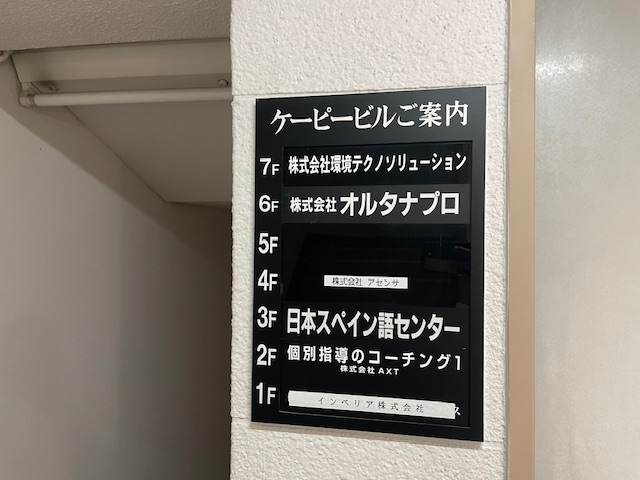 ケーピービルご案内
7F 株式会社環境テクノソリューション
6F 株式会社 オルタナプロ
5F
4F 株式会社 アセンサ
3F 日本スペイン語センター
2F 個別指導のコーチング1
株式会社 AXT
1F インペリア株式会社 ス